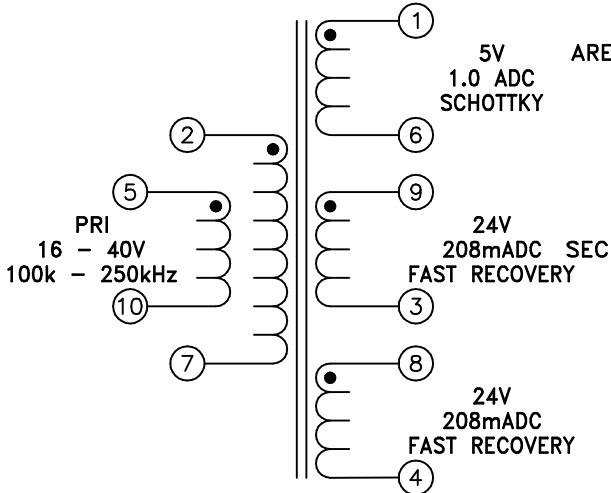 1
5V ARE
1.0 ADC
SCHOTTKY
6
2
5
9
PRI
16 – 40V
100k – 250kHz
24V
208mADC SEC
FAST RECOVERY
10
3
7
8
24V
208mADC
FAST RECOVERY
4